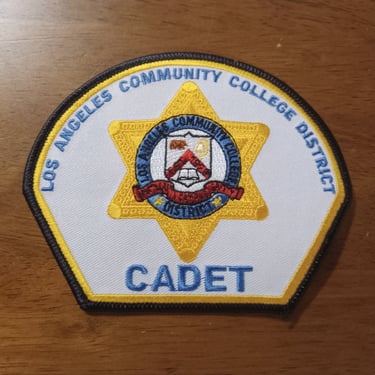 LOS ANGELES COMMUNITY COLLEGE DISTRICT
LOS ANGELES COMMUNITY COLLEGE
DISTRICT
CADET